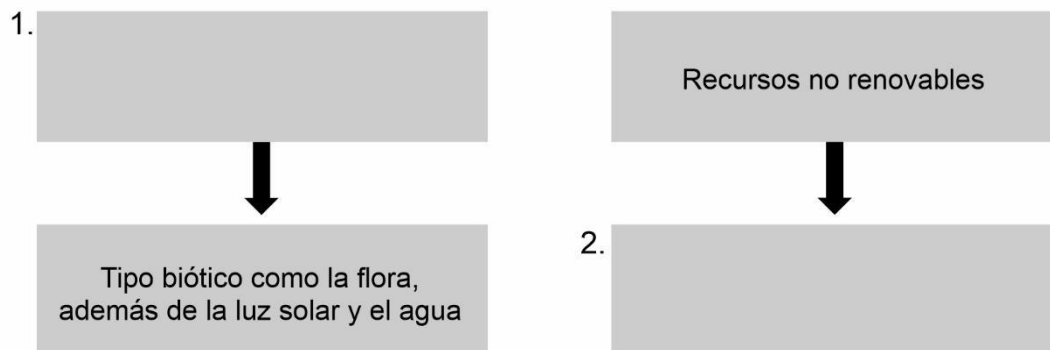 1.
Recursos no renovables
Tipo biótico como la flora,
además de la luz solar y el agua
2.